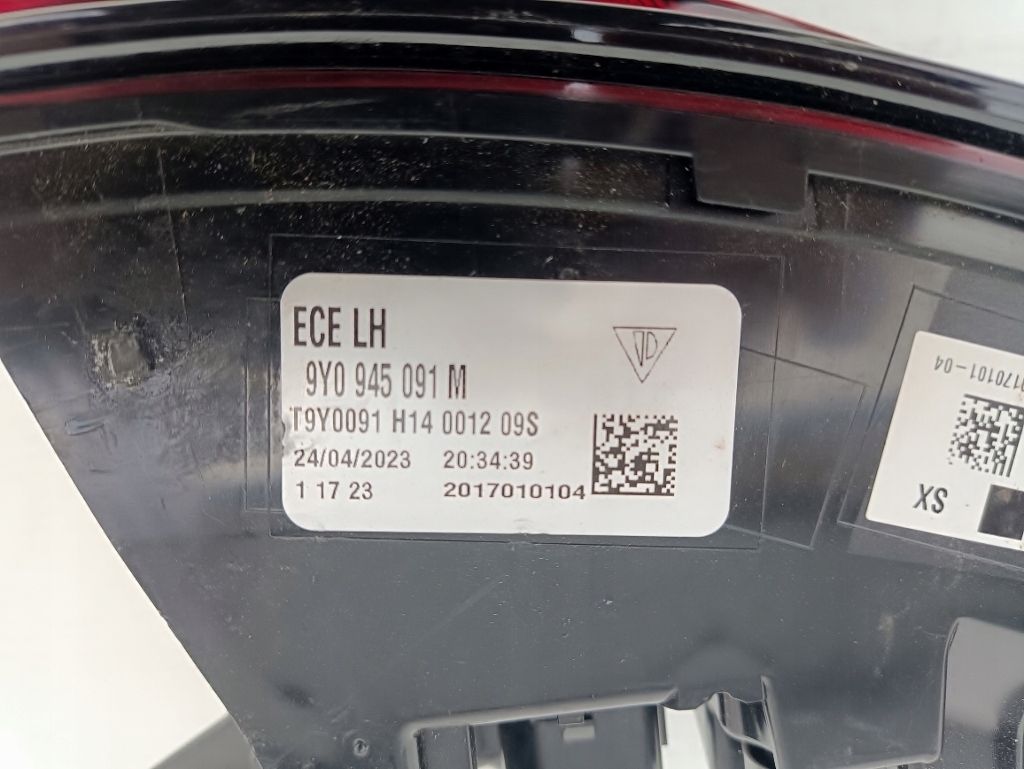 ECE LH
9Y0 945 091 M
T9Y0091 H14 0012 09S
24/04/2023 20:34:39
1 17 23 2017010104
170101-04
SX